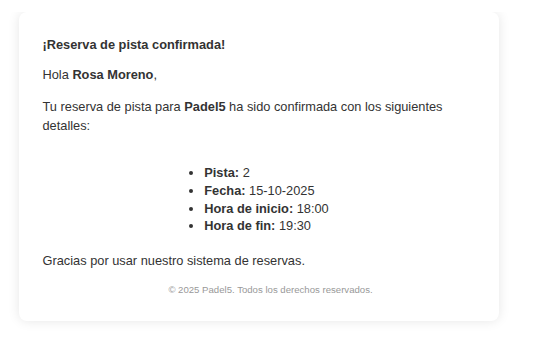 ¡Reserva de pista confirmada!
Hola Rosa Moreno,
Tu reserva de pista para Padel5 ha sido confirmada con los siguientes
detalles:
• Pista: 2
• Fecha: 15-10-2025
• Hora de inicio: 18:00
• Hora de fin: 19:30
Gracias por usar nuestro sistema de reservas.
© 2025 Padel5. Todos los derechos reservados.